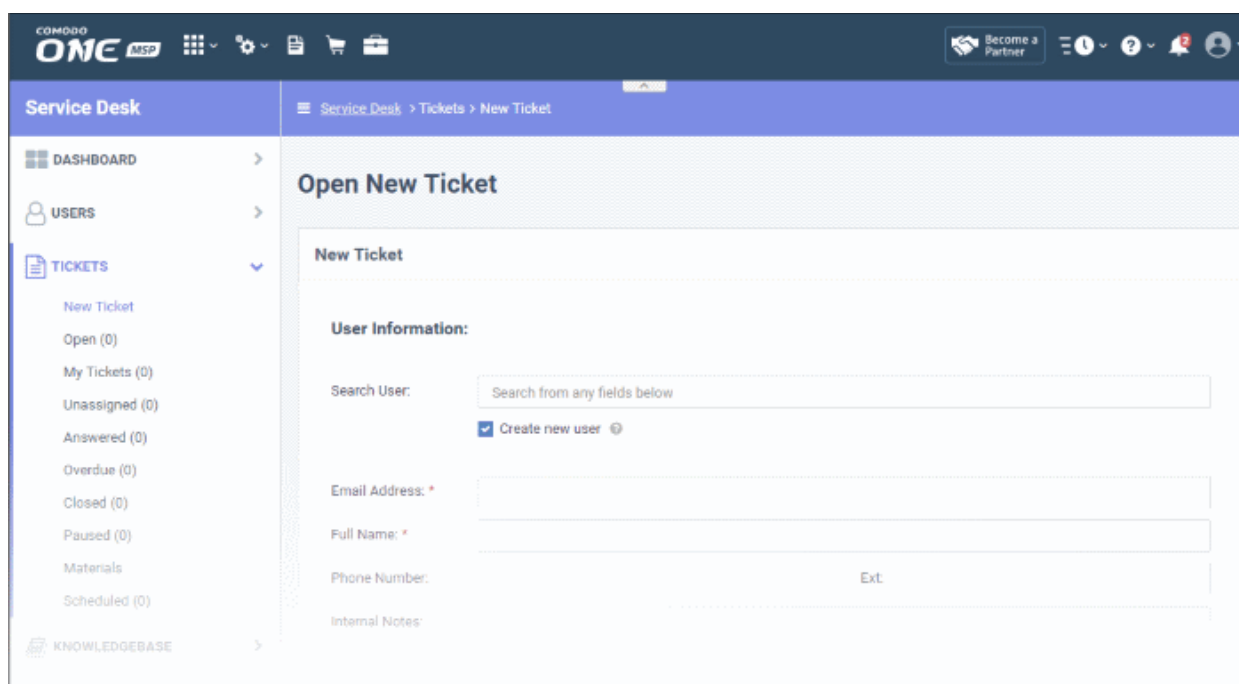 COMODO
ONE MSP
Become a
Partner
2
Service Desk
Service Desk > Tickets > New Ticket
DASHBOARD
USERS
TICKETS
New Ticket
Open (0)
My Tickets (0)
Unassigned (0)
Answered (0)
Overdue (0)
Closed (0)
Paused (0)
Materials
Scheduled (0)
KNOWLEDGEBASE
Open New Ticket
New Ticket
User Information:
Search User: Search from any fields below
Create new user
Email Address: *
Full Name: *
Phone Number: Ext:
Internal Notes: